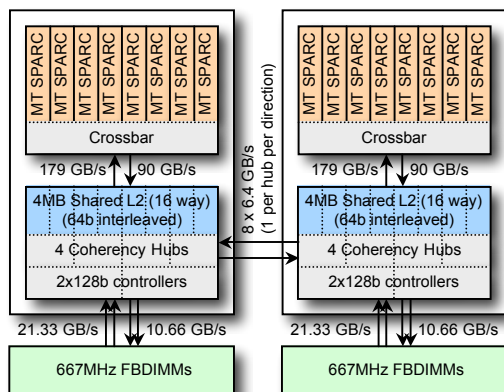 MT SPARC
MT SPARC
MT SPARC
MT SPARC
MT SPARC
MT SPARC
MT SPARC
MT SPARC
Crossbar
179 GB/s
90 GB/s
4MB Shared L2 (16 way)
(64b interleaved)
4 Coherency Hubs
2x128b controllers
21.33 GB/s
10.66 GB/s
667MHz FBDIMMs
8 x 6.4 GB/s
(1 per hub per direction)
MT SPARC
MT SPARC
MT SPARC
MT SPARC
MT SPARC
MT SPARC
MT SPARC
MT SPARC
Crossbar
179 GB/s
90 GB/s
4MB Shared L2 (16 way)
(64b interleaved)
4 Coherency Hubs
2x128b controllers
21.33 GB/s
10.66 GB/s
667MHz FBDIMMs